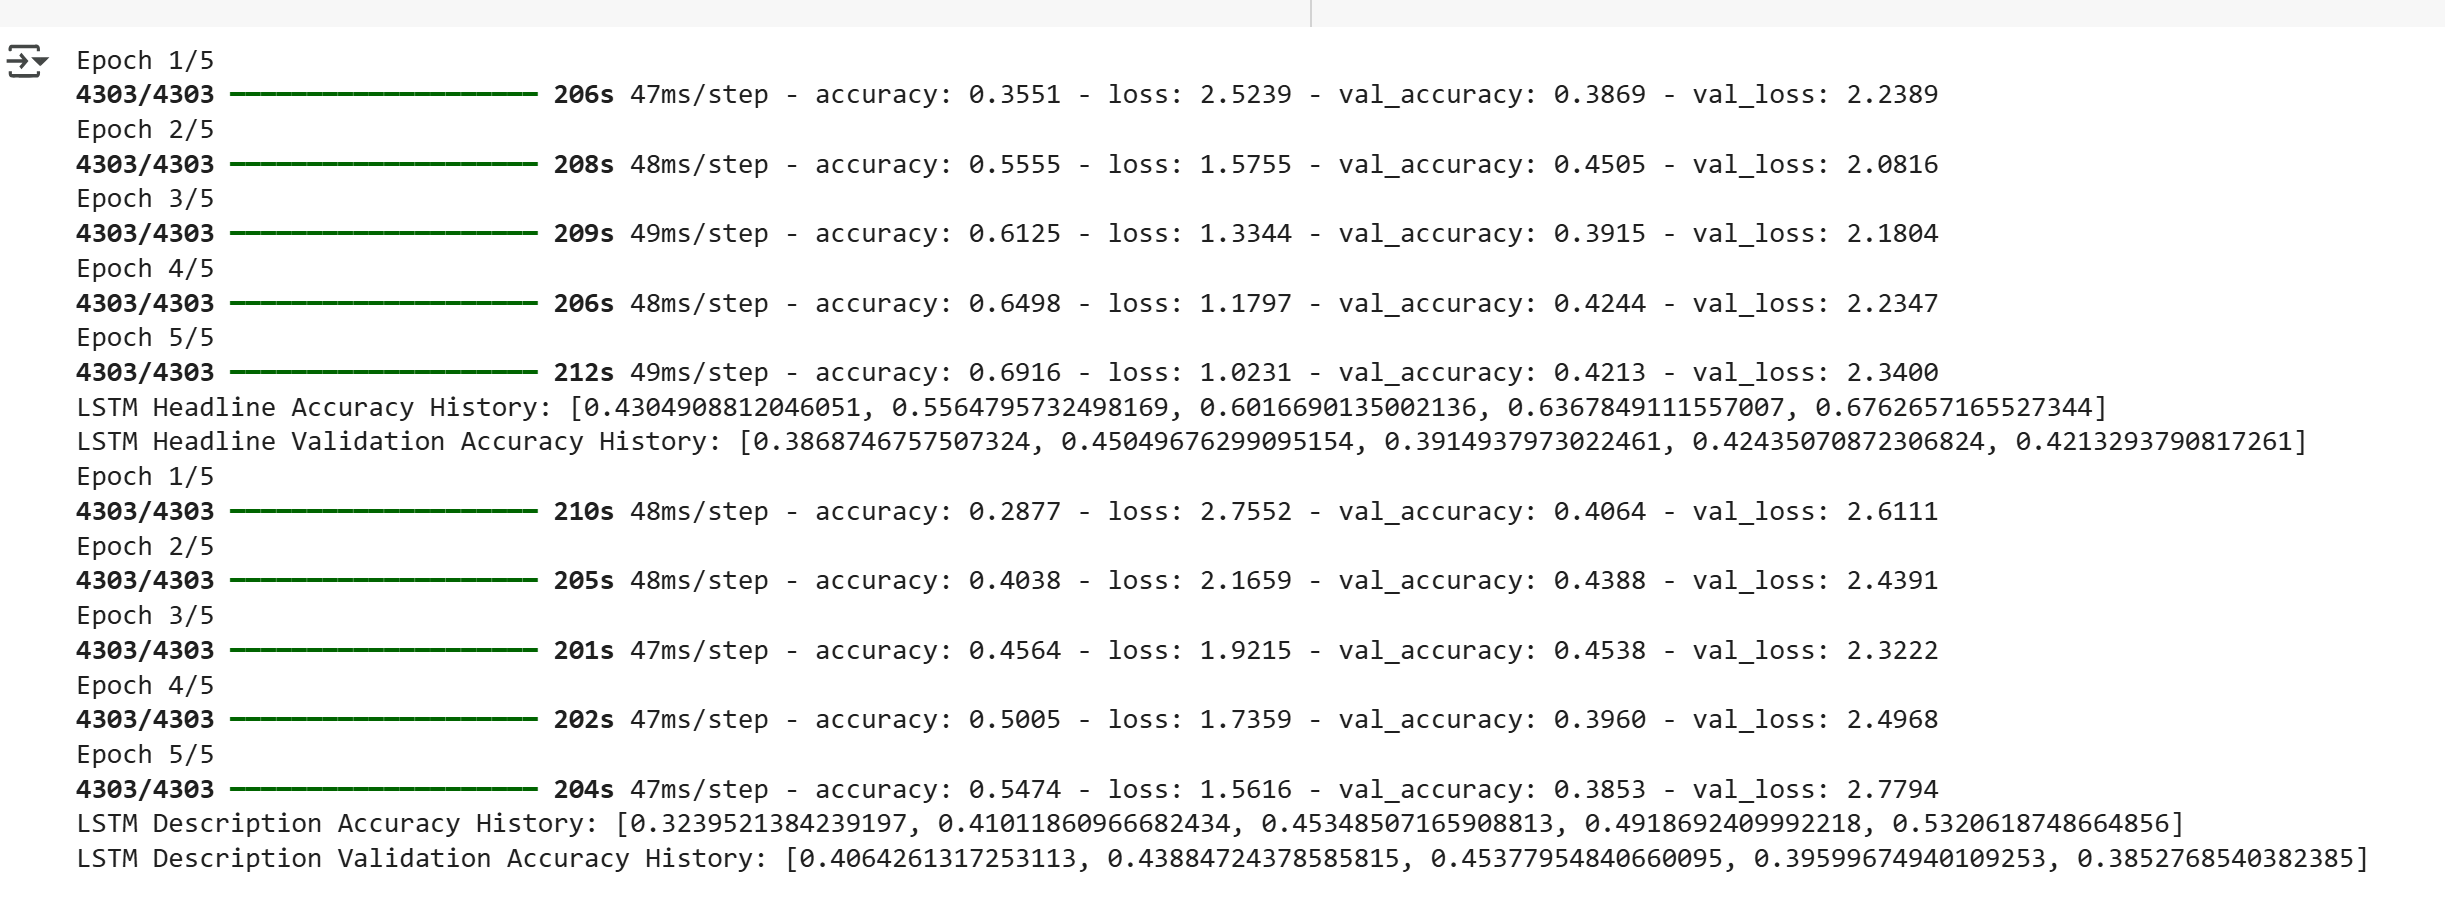 Epoch 1/5
4303/4303 ━━━━━━━━━━━━━━━━━━━━ 206s 47ms/step - accuracy: 0.3551 - loss: 2.5239 - val_accuracy: 0.3869 - val_loss: 2.2389
Epoch 2/5
4303/4303 ━━━━━━━━━━━━━━━━━━━━ 208s 48ms/step - accuracy: 0.5555 - loss: 1.5755 - val_accuracy: 0.4505 - val_loss: 2.0816
Epoch 3/5
4303/4303 ━━━━━━━━━━━━━━━━━━━━ 209s 49ms/step - accuracy: 0.6125 - loss: 1.3344 - val_accuracy: 0.3915 - val_loss: 2.1804
Epoch 4/5
4303/4303 ━━━━━━━━━━━━━━━━━━━━ 206s 48ms/step - accuracy: 0.6498 - loss: 1.1797 - val_accuracy: 0.4244 - val_loss: 2.2347
Epoch 5/5
4303/4303 ━━━━━━━━━━━━━━━━━━━━ 212s 49ms/step - accuracy: 0.6916 - loss: 1.0231 - val_accuracy: 0.4213 - val_loss: 2.3400
LSTM Headline Accuracy History: [0.4304908812046051, 0.5564795732498169, 0.6016690135002136, 0.6367849111557007, 0.6762657165527344]
LSTM Headline Validation Accuracy History: [0.3868746757507324, 0.45049676299095154, 0.3914937973022461, 0.42435070872306824, 0.4213293790817261]
Epoch 1/5
4303/4303 ━━━━━━━━━━━━━━━━━━━━ 210s 48ms/step - accuracy: 0.2877 - loss: 2.7552 - val_accuracy: 0.4064 - val_loss: 2.6111
Epoch 2/5
4303/4303 ━━━━━━━━━━━━━━━━━━━━ 205s 48ms/step - accuracy: 0.4038 - loss: 2.1659 - val_accuracy: 0.4388 - val_loss: 2.4391
Epoch 3/5
4303/4303 ━━━━━━━━━━━━━━━━━━━━ 201s 47ms/step - accuracy: 0.4564 - loss: 1.9215 - val_accuracy: 0.4538 - val_loss: 2.3222
Epoch 4/5
4303/4303 ━━━━━━━━━━━━━━━━━━━━ 202s 47ms/step - accuracy: 0.5005 - loss: 1.7359 - val_accuracy: 0.3960 - val_loss: 2.4968
Epoch 5/5
4303/4303 ━━━━━━━━━━━━━━━━━━━━ 204s 47ms/step - accuracy: 0.5474 - loss: 1.5616 - val_accuracy: 0.3853 - val_loss: 2.7794
LSTM Description Accuracy History: [0.3239521384239197, 0.41011860966682434, 0.45348507165908813, 0.4918692409992218, 0.5320618748664856]
LSTM Description Validation Accuracy History: [0.4064261317253113, 0.43884724378585815, 0.45377954840660095, 0.39599674940109253, 0.3852768540382385]